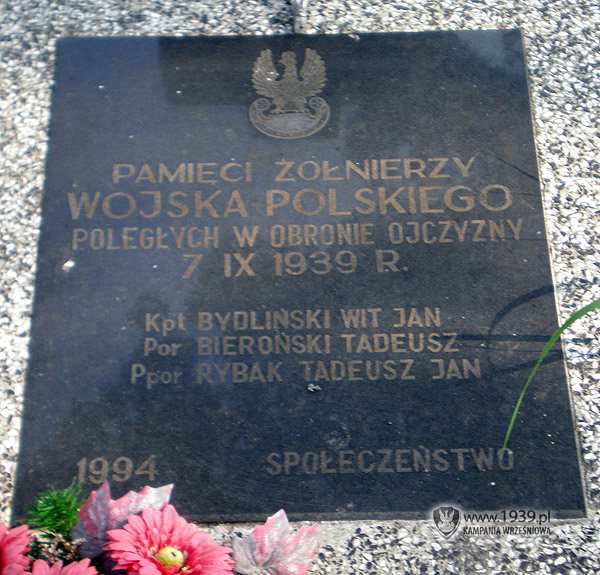 PAMIĘCI ŻOŁNIERZY
WOJSKA POLSKIEGO
POLEGŁYCH W OBRONIE OJCZYZNY
7 IX 1939 R.
Kpt BYDLIŃSKI WIT JAN
Por BIEROŃSKI TADEUSZ
Ppor RYBAK TADEUSZ JAN
1994 SPOŁECZEŃSTWO
www.1939.pl
KAMPANIA WRZEŚNIOWA